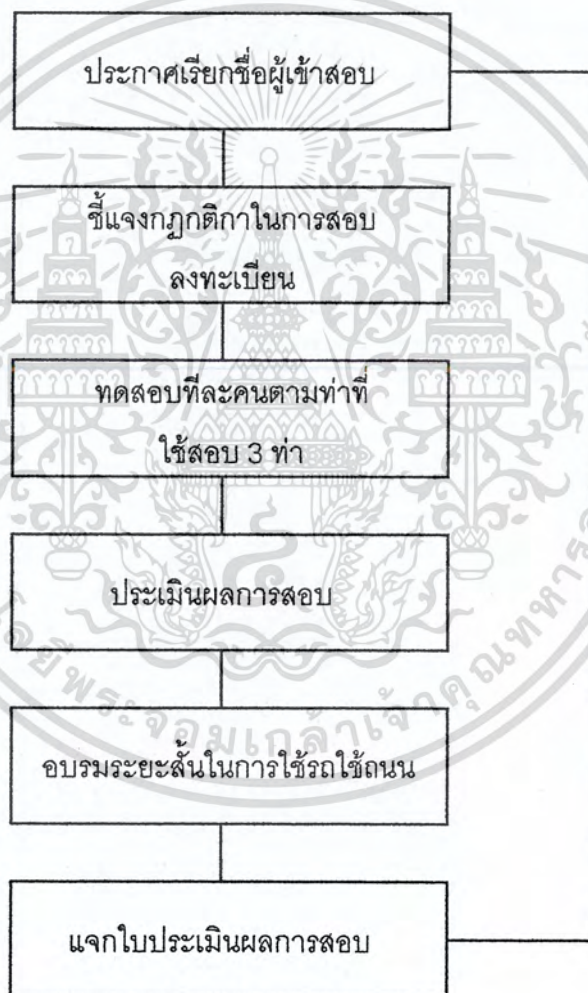 ประกาศเรียกชื่อผู้เข้าสอบ
ชี้แจงกฎกติกาในการสอบ
ลงทะเบียน
ทดสอบทีละคนตามท่าที่
ใช้สอบ 3 ท่า
ประเมินผลการสอบ
อบรมระยะสั้นในการใช้รถใช้ถนน
แจกใบประเมินผลการสอบ